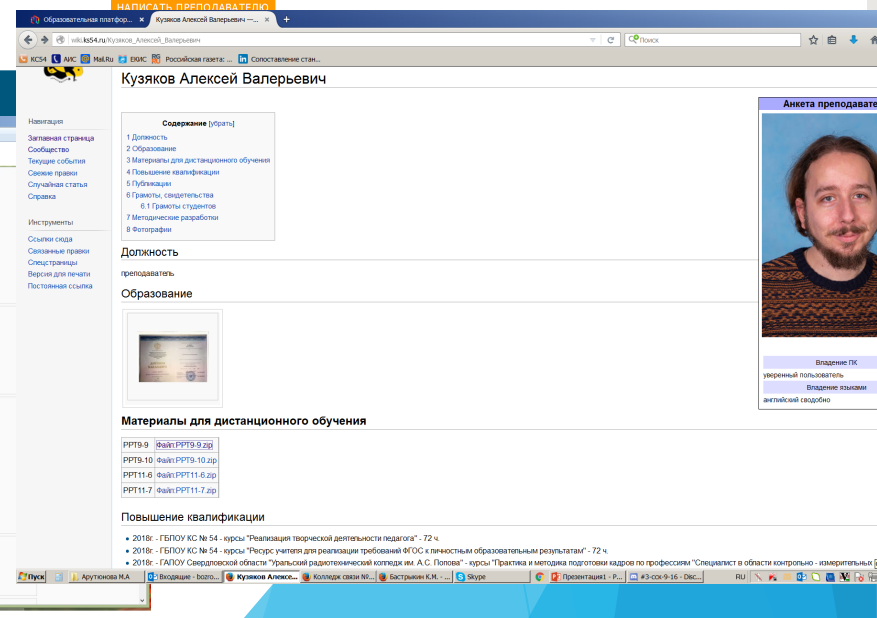 НАПИСАТЬ ПРЕПОДАВАТЕЛЮ
Образовательная платфор... ×
Кузяков Алексей Валерьевич —... ×
+
wiki.ks54.ru/Кузяков_Алексей_Валерьевич
Поиск
КС54
АИС
Mail.Ru
ЕКИС
Российская газета: ...
Сопоставление стан...
Кузяков Алексей Валерьевич
Навигация
Заглавная страница
Сообщество
Текущие события
Свежие правки
Случайная статья
Справка
Инструменты
Ссылки сюда
Связанные правки
Спецстраницы
Версия для печати
Постоянная ссылка
Содержание [убрать]
1 Должность
2 Образование
3 Материалы для дистанционного обучения
4 Повышение квалификации
5 Публикации
6 Грамоты, свидетельства
6.1 Грамоты студентов
7 Методические разработки
8 Фотографии
Анкета преподавате
Владение ПК
уверенный пользователь
Владение языками
английский сводобно
Должность
преподаватель
Образование
Материалы для дистанционного обучения
РРТ9-9 Файл:РРТ9-9.zip
РРТ9-10 Файл:РРТ9-10.zip
РРТ11-6 Файл:РРТ11-6.zip
РРТ11-7 Файл:РРТ11-7.zip
Повышение квалификации
2018г. - ГБПОУ КС № 54 - курсы "Реализация творческой деятельности педагога" - 72 ч.
2018г. - ГБПОУ КС № 54 - курсы "Ресурс учителя для реализации требований ФГОС к личностным образовательным результатам" - 72 ч.
2018г. - ГАПОУ Свердловской области "Уральский радиотехнический колледж им. А.С. Попова" - курсы "Практика и методика подготовки кадров по профессиям "Специалист в области контрольно - измерительных
Пуск
Арутюнова М.А
Входящие - bozro...
Кузяков Алексе...
Колледж связи №...
Бастрыкин К.М. - ...
Skype
Презентация1 - P...
#3-сок-9-16 - Disc...
RU